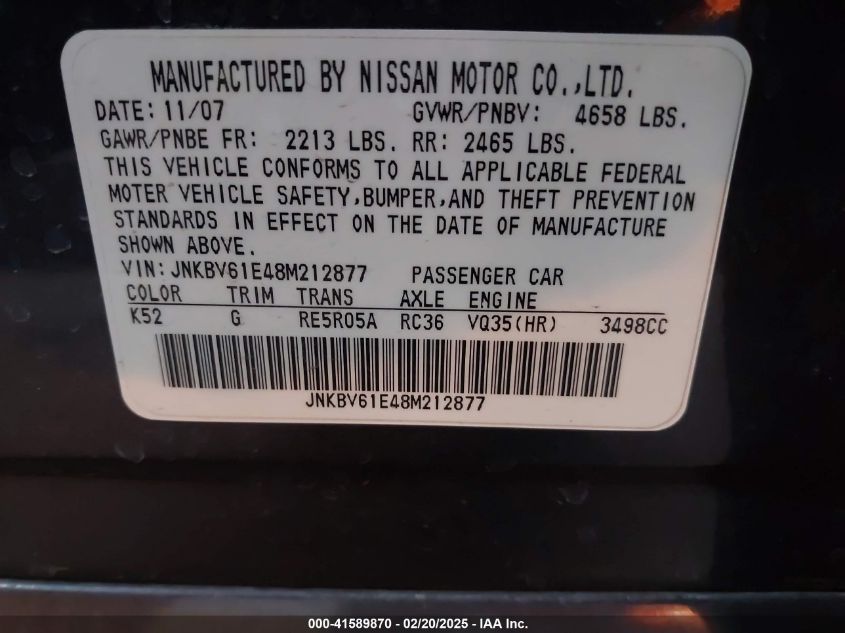 MANUFACTURED BY NISSAN MOTOR CO.,LTD.
DATE: 11/07 GVWR/PNBV: 4658 LBS.
GAWR/PNBE FR: 2213 LBS. RR: 2465 LBS.
THIS VEHICLE CONFORMS TO ALL APPLICABLE FEDERAL
MOTER VEHICLE SAFETY,BUMPER,AND THEFT PREVENTION
STANDARDS IN EFFECT ON THE DATE OF MANUFACTURE
SHOWN ABOVE.
VIN:JNKBV61E48M212877 PASSENGER CAR
COLOR TRIM TRANS AXLE ENGINE
K52 G RE5R05A RC36 VQ35(HR) 3498CC
JNKBV61E48M212877
000-41589870 - 02/20/2025 - IAA Inc.